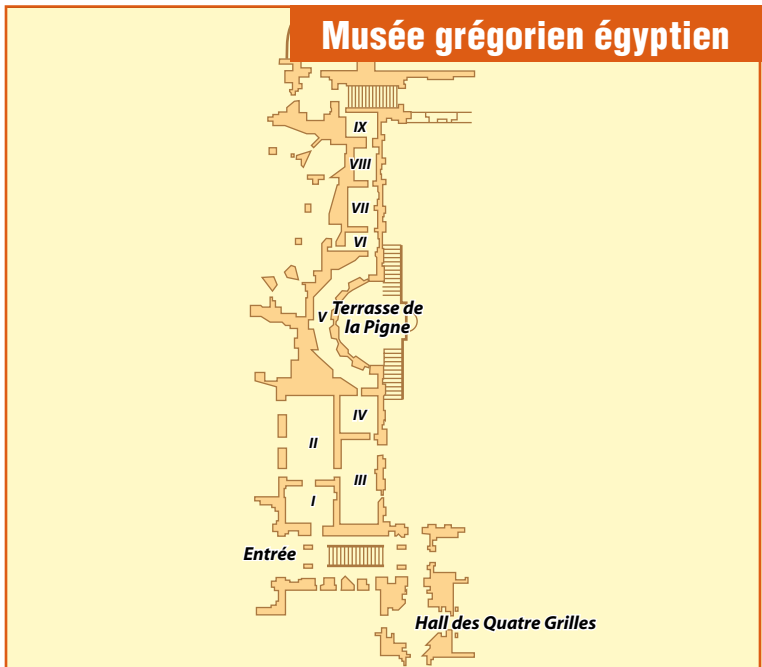 Musée grégorien égyptien
IX
VIII
VII
VI
V
Terrasse de
la Pigne
IV
II
III
I
Entrée
Hall des Quatre Grilles